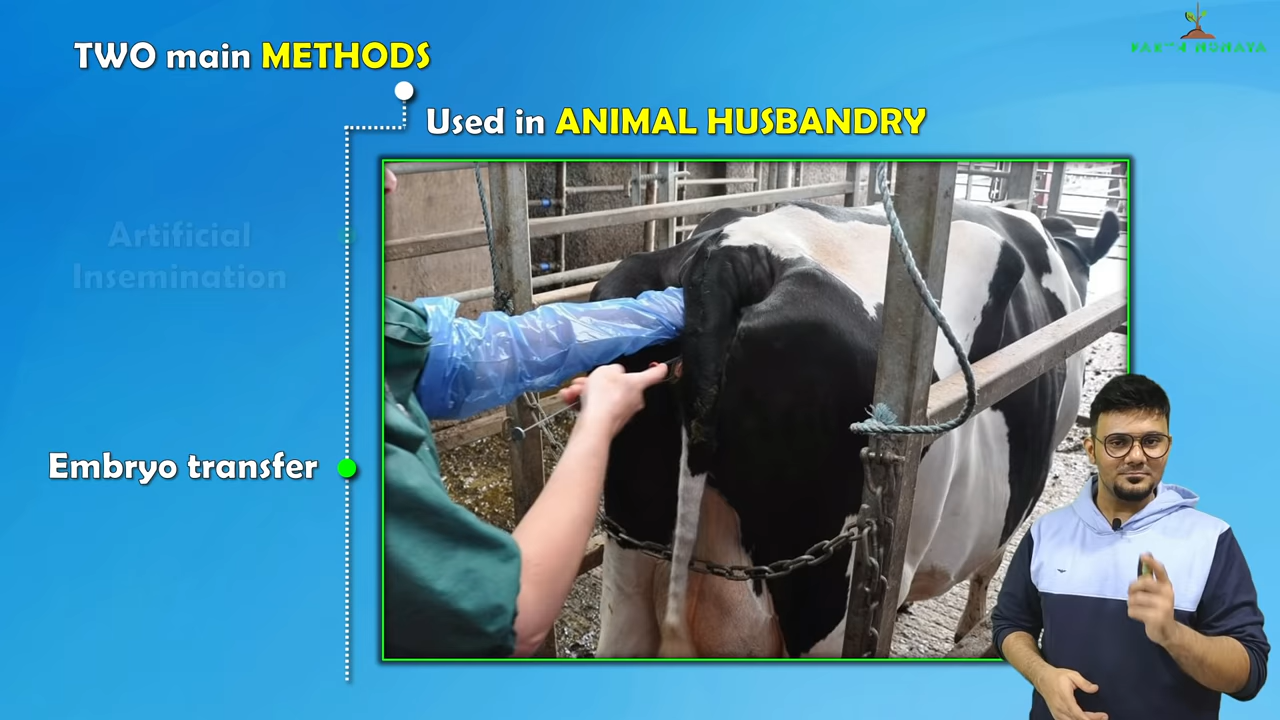 TWO main METHODS
Used in ANIMAL HUSBANDRY
Artificial
Insemination
Embryo transfer